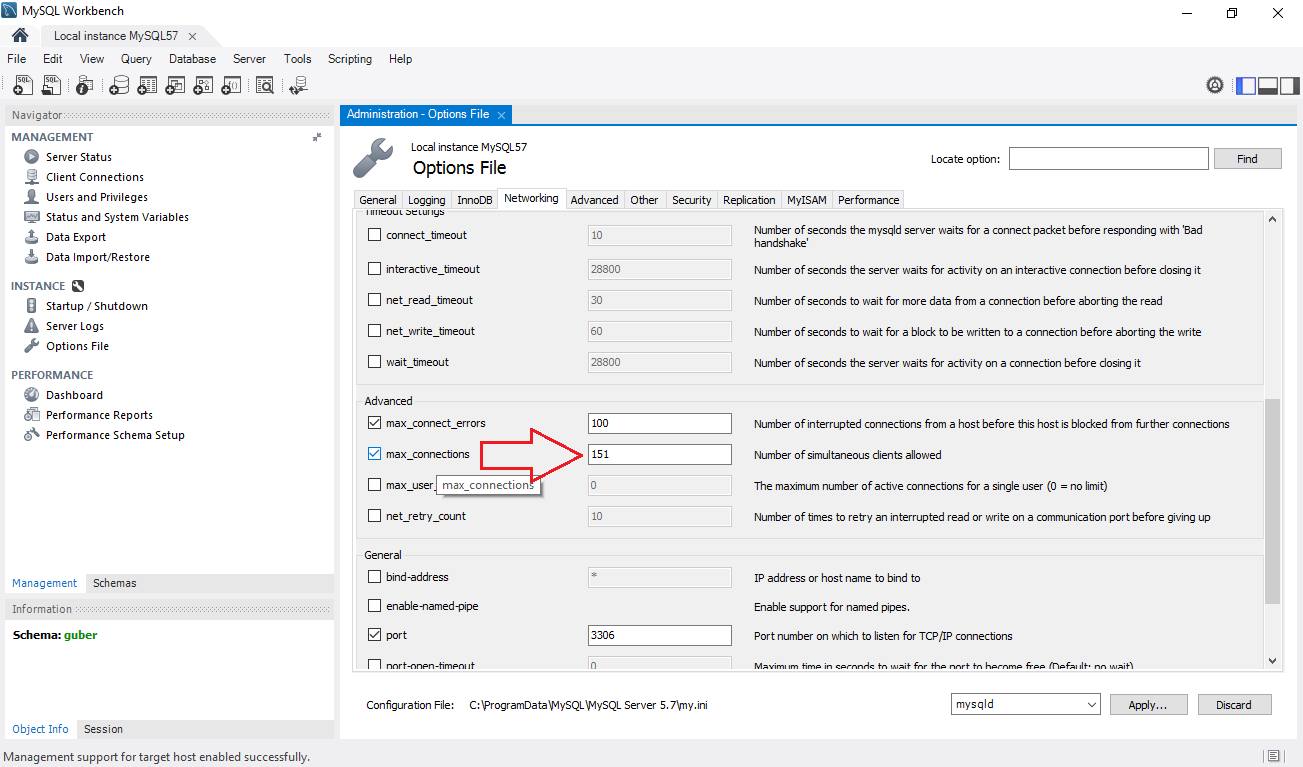 MySQL Workbench
Local instance MySQL57
File Edit View Query Database Server Tools Scripting Help
Navigator
MANAGEMENT
Server Status
Client Connections
Users and Privileges
Status and System Variables
Data Export
Data Import/Restore
INSTANCE
Startup / Shutdown
Server Logs
Options File
PERFORMANCE
Dashboard
Performance Reports
Performance Schema Setup
Management Schemas
Information
Schema: guber
Object Info Session
Administration - Options File
Local instance MySQL57
Options File
Locate option: Find
General Logging InnoDB Networking Advanced Other Security Replication MyISAM Performance
Timeout Settings
connect_timeout 10 Number of seconds the mysqld server waits for a connect packet before responding with 'Bad
handshake'
interactive_timeout 28800 Number of seconds the server waits for activity on an interactive connection before closing it
net_read_timeout 30 Number of seconds to wait for more data from a connection before aborting the read
net_write_timeout 60 Number of seconds to wait for a block to be written to a connection before aborting the write
wait_timeout 28800 Number of seconds the server waits for activity on a connection before closing it
Advanced
max_connect_errors 100 Number of interrupted connections from a host before this host is blocked from further connections
max_connections 151 Number of simultaneous clients allowed
max_user_ max_connections 0 The maximum number of active connections for a single user (0 = no limit)
net_retry_count 10 Number of times to retry an interrupted read or write on a communication port before giving up
General
bind-address * IP address or host name to bind to
enable-named-pipe Enable support for named pipes.
port 3306 Port number on which to listen for TCP/IP connections
port-open-timeout 0 Maximum time in seconds to wait for the port to become free (Default: no wait)
Configuration File: C:\ProgramData\MySQL\MySQL Server 5.7\my.ini mysqld Apply... Discard
Management support for target host enabled successfully.